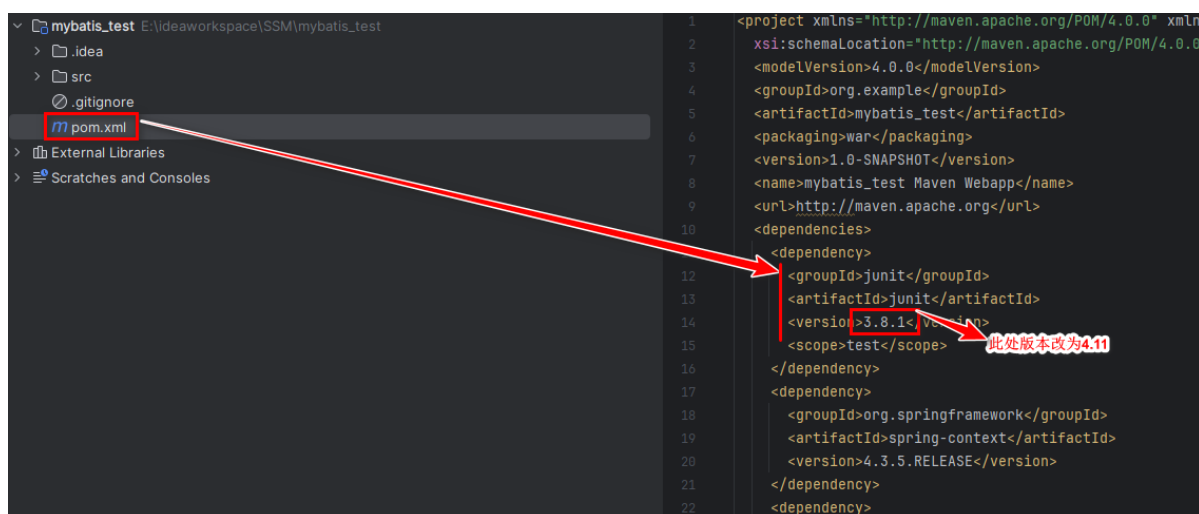 mybatis_test E:\ideaworkspace\SSM\mybatis_test
.idea
src
.gitignore
m pom.xml
External Libraries
Scratches and Consoles
1 <project xmlns="http://maven.apache.org/POM/4.0.0" xmln
2 xsi:schemaLocation="http://maven.apache.org/POM/4.0.0
3 <modelVersion>4.0.0</modelVersion>
4 <groupId>org.example</groupId>
5 <artifactId>mybatis_test</artifactId>
6 <packaging>war</packaging>
7 <version>1.0-SNAPSHOT</version>
8 <name>mybatis_test Maven Webapp</name>
9 <url>http://maven.apache.org</url>
10 <dependencies>
<dependency>
12 <groupId>junit</groupId>
13 <artifactId>junit</artifactId>
14 <version>3.8.1</version>
15 <scope>test</scope>
此处版本改为4.11
16 </dependency>
17 <dependency>
18 <groupId>org.springframework</groupId>
19 <artifactId>spring-context</artifactId>
20 <version>4.3.5.RELEASE</version>
21 </dependency>
22 <dependency>